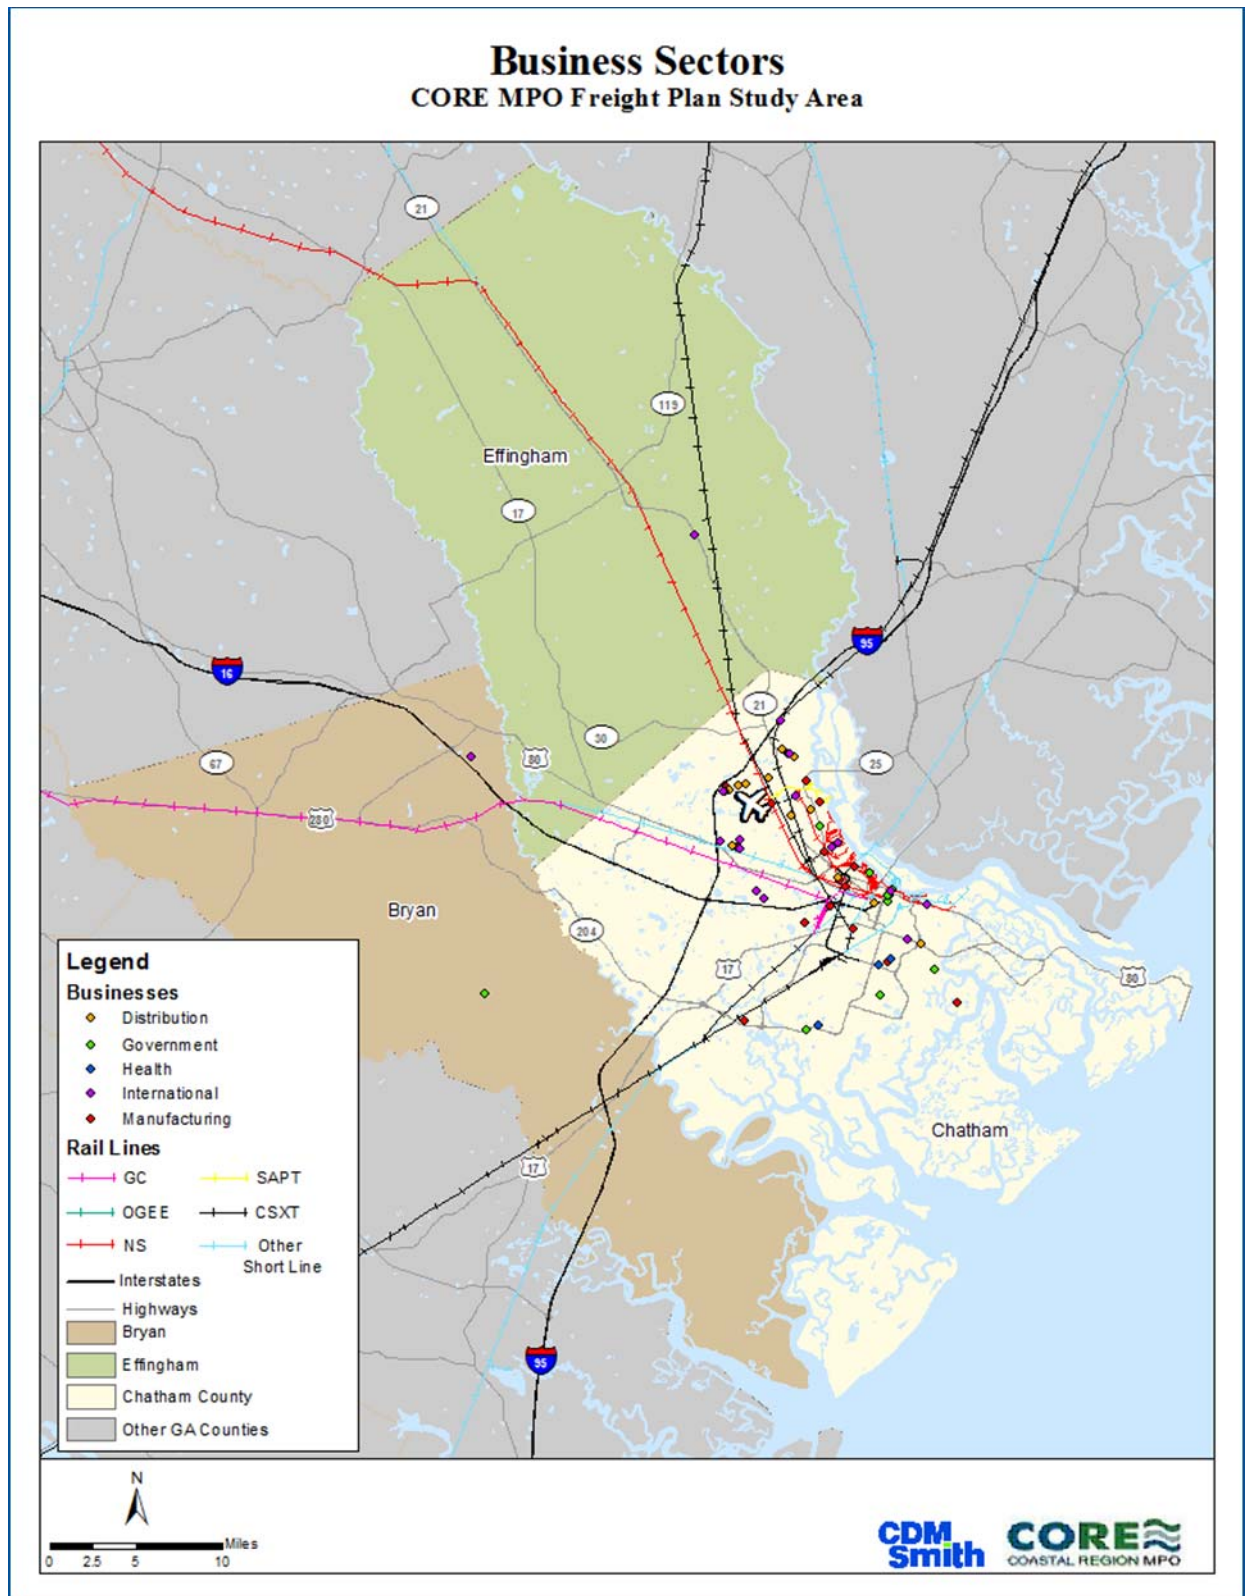 Business Sectors
CORE MPO Freight Plan Study Area
21
119
Effingham
17
95
16
21
30
80
67
25
280
Bryan
204
17
80
Chatham
17
95
Legend
Businesses
Distribution
Government
Health
International
Manufacturing
Rail Lines
GC SAPT
OGEE CSXT
NS Other
Short Line
Interstates
Highways
Bryan
Effingham
Chatham County
Other GA Counties
N
Miles
0 2.5 5 10
CDM
Smith
CORE
COASTAL REGION MPO